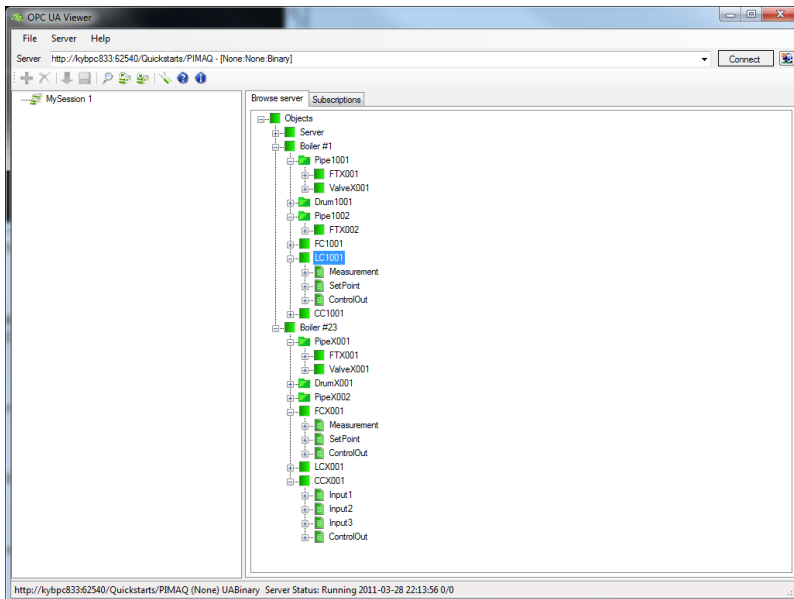 OPC UA Viewer
File Server Help
Server http://kybpc833:62540/Quickstarts/PIMAQ - [None:None:Binary] Connect
MySession 1
Browse server Subscriptions
Objects
Server
Boiler #1
Pipe1001
FTX001
ValveX001
Drum1001
Pipe1002
FTX002
FC1001
LC1001
Measurement
SetPoint
ControlOut
CC1001
Boiler #23
PipeX001
FTX001
ValveX001
DrumX001
PipeX002
FCX001
Measurement
SetPoint
ControlOut
LCX001
CCX001
Input1
Input2
Input3
ControlOut
http://kybpc833:62540/Quickstarts/PIMAQ (None) UABinary Server Status: Running 2011-03-28 22:13:56 0/0